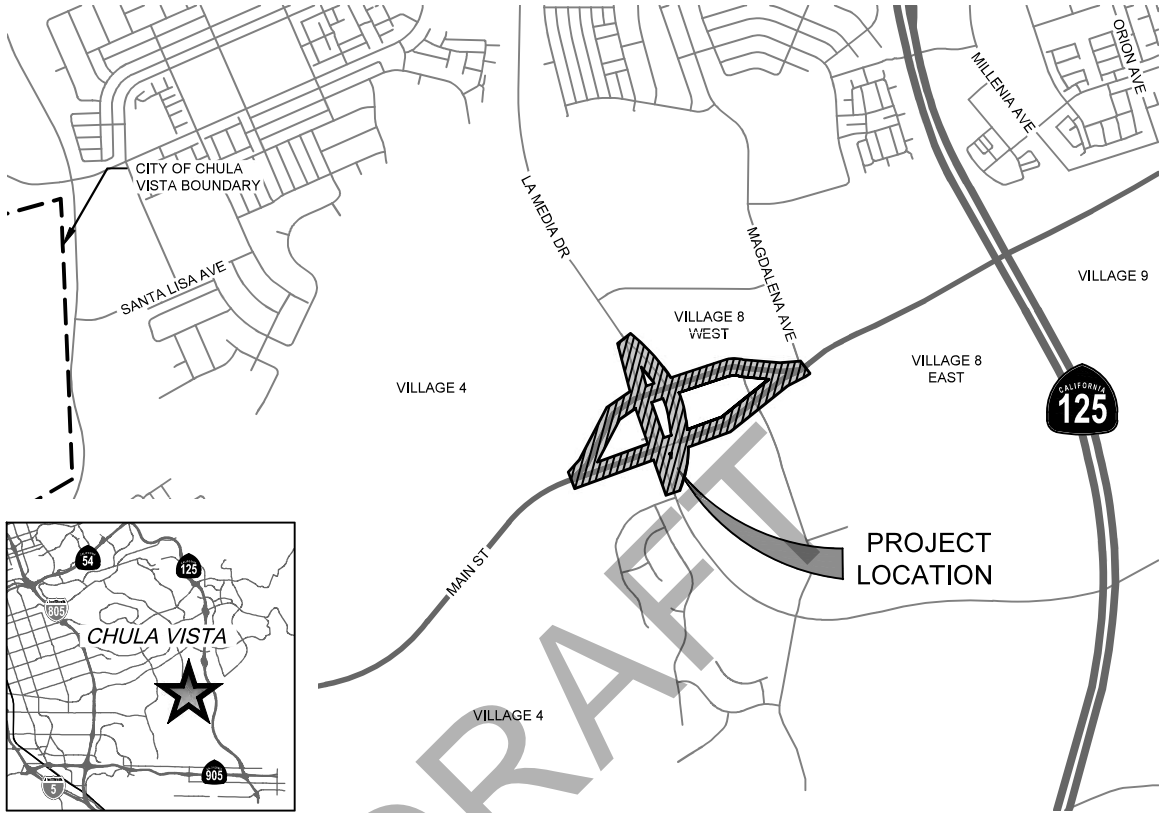 ORION AVE
MILLENIA AVE
CITY OF CHULA
VISTA BOUNDARY
LA MEDIA DR
MAGDALENA AVE
SANTA LISA AVE
VILLAGE 9
VILLAGE 8
WEST
VILLAGE 8
EAST
VILLAGE 4
CALIFORNIA
125
MAIN ST
PROJECT
LOCATION
54
125
805
CHULA VISTA
905
5
VILLAGE 4
DRAFT